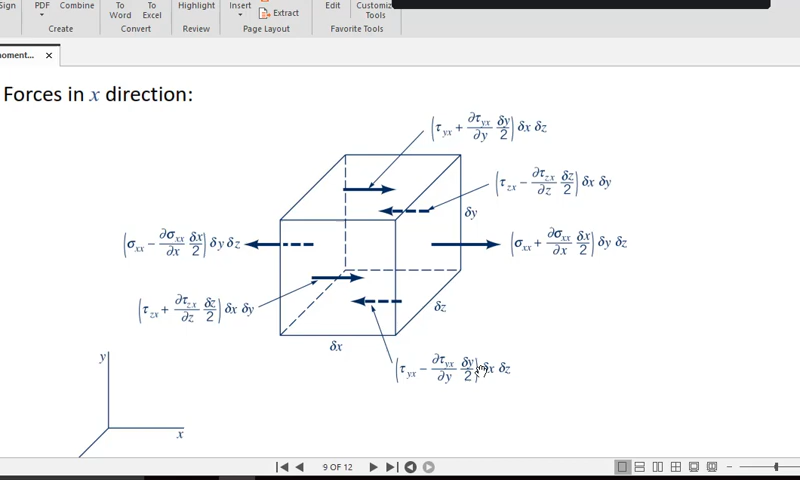 Sign
PDF
Combine
To
Word
To
Excel
Highlight
Insert
Extract
Edit
Customiz
Tools
Create
Convert
Review
Page Layout
Favorite Tools
moment... ×
Forces in x direction:
(τyx + ∂τyx/∂y δy/2) δx δz
(τzx − ∂τzx/∂z δz/2) δx δy
δy
(σxx − ∂σxx/∂x δx/2) δy δz
(σxx + ∂σxx/∂x δx/2) δy δz
(τzx + ∂τzx/∂z δz/2) δx δy
δz
δx
(τyx − ∂τyx/∂y δy/2) δx δz
y
x
9 OF 12